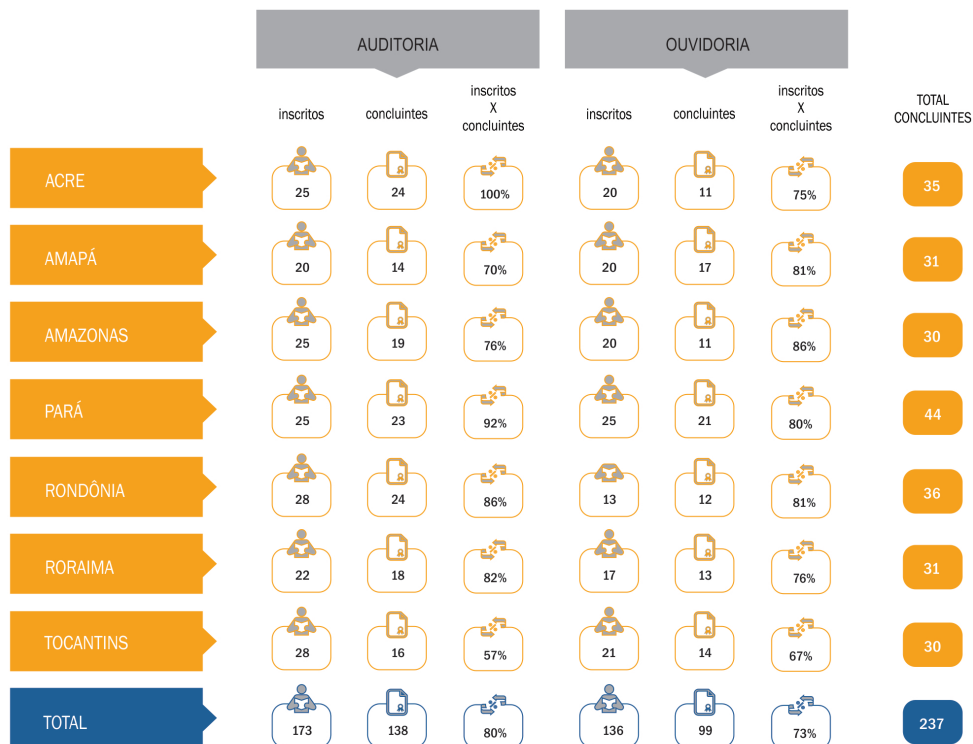 AUDITORIA OUVIDORIA
inscritos concluintes inscritos X concluintes inscritos concluintes inscritos X concluintes TOTAL CONCLUINTES
ACRE 25 24 100% 20 11 75% 35
AMAPÁ 20 14 70% 20 17 81% 31
AMAZONAS 25 19 76% 20 11 86% 30
PARÁ 25 23 92% 25 21 80% 44
RONDÔNIA 28 24 86% 13 12 81% 36
RORAIMA 22 18 82% 17 13 76% 31
TOCANTINS 28 16 57% 21 14 67% 30
TOTAL 173 138 80% 136 99 73% 237